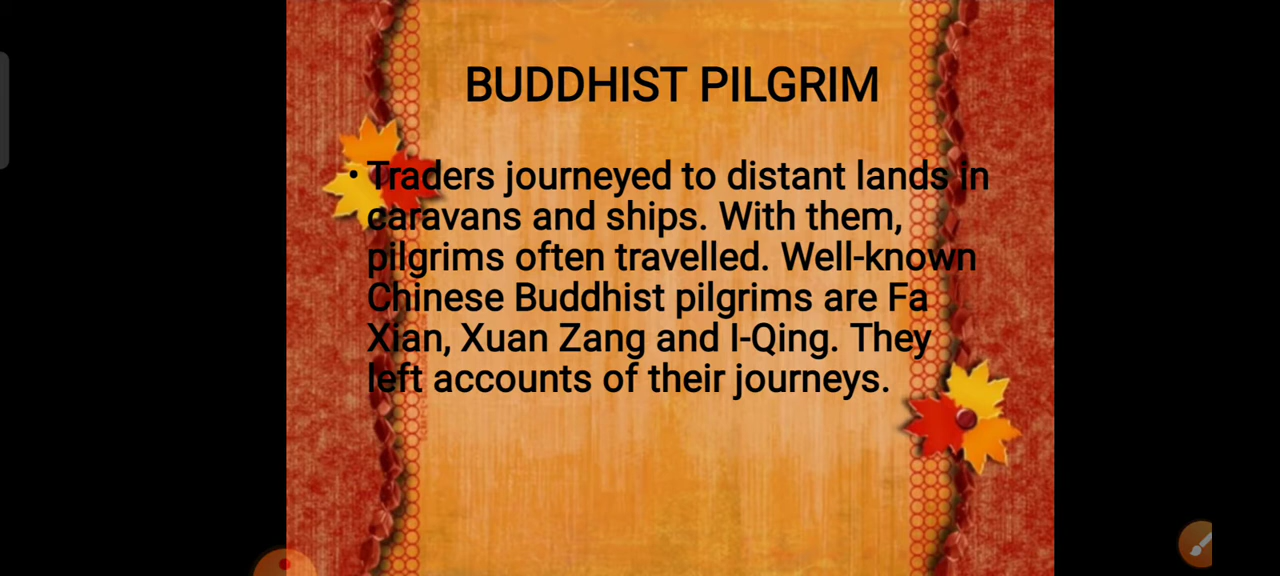 BUDDHIST PILGRIM
• Traders journeyed to distant lands in
caravans and ships. With them,
pilgrims often travelled. Well-known
Chinese Buddhist pilgrims are Fa
Xian, Xuan Zang and I-Qing. They
left accounts of their journeys.